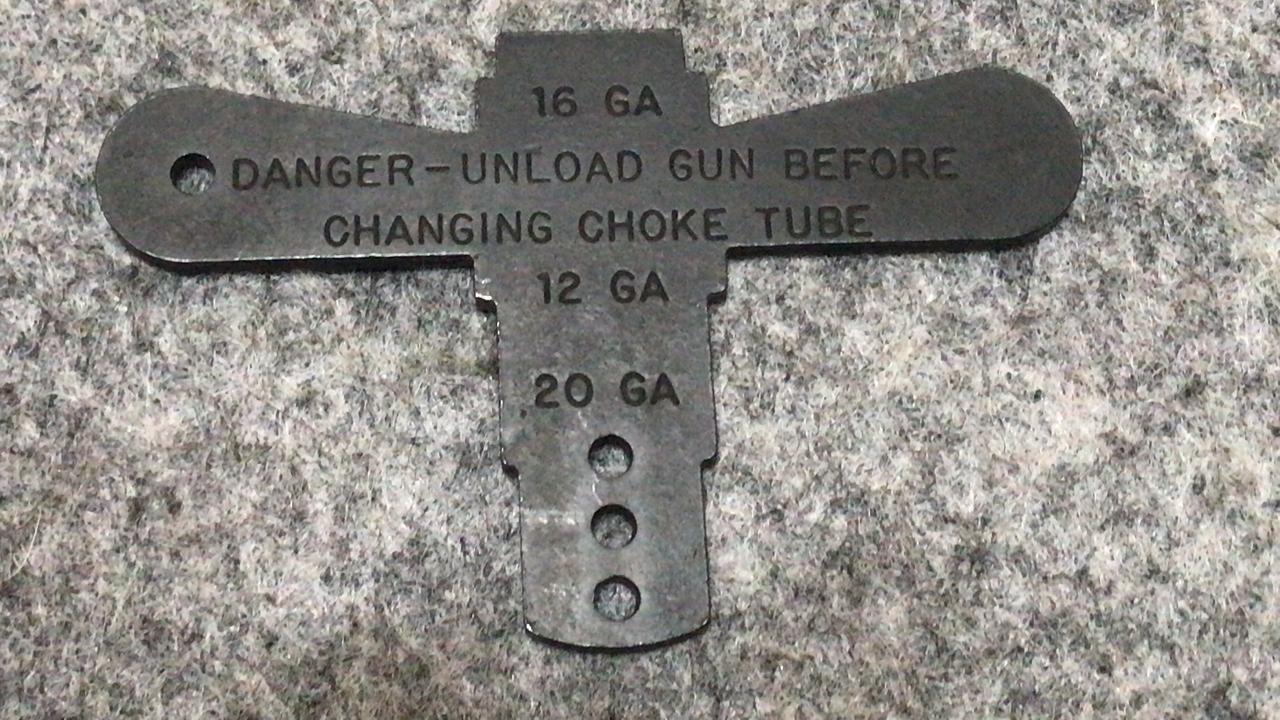 16 GA
DANGER-UNLOAD GUN BEFORE
CHANGING CHOKE TUBE
12 GA
20 GA